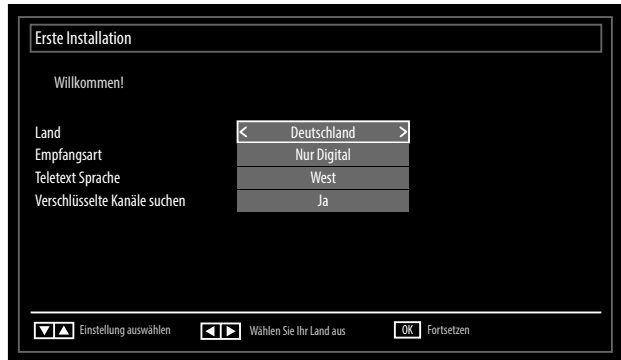 Erste Installation
Willkommen!
Land < Deutschland >
Empfangsart Nur Digital
Teletext Sprache West
Verschlüsselte Kanäle suchen Ja
▼▲ Einstellung auswählen ◀▶ Wählen Sie Ihr Land aus OK Fortsetzen